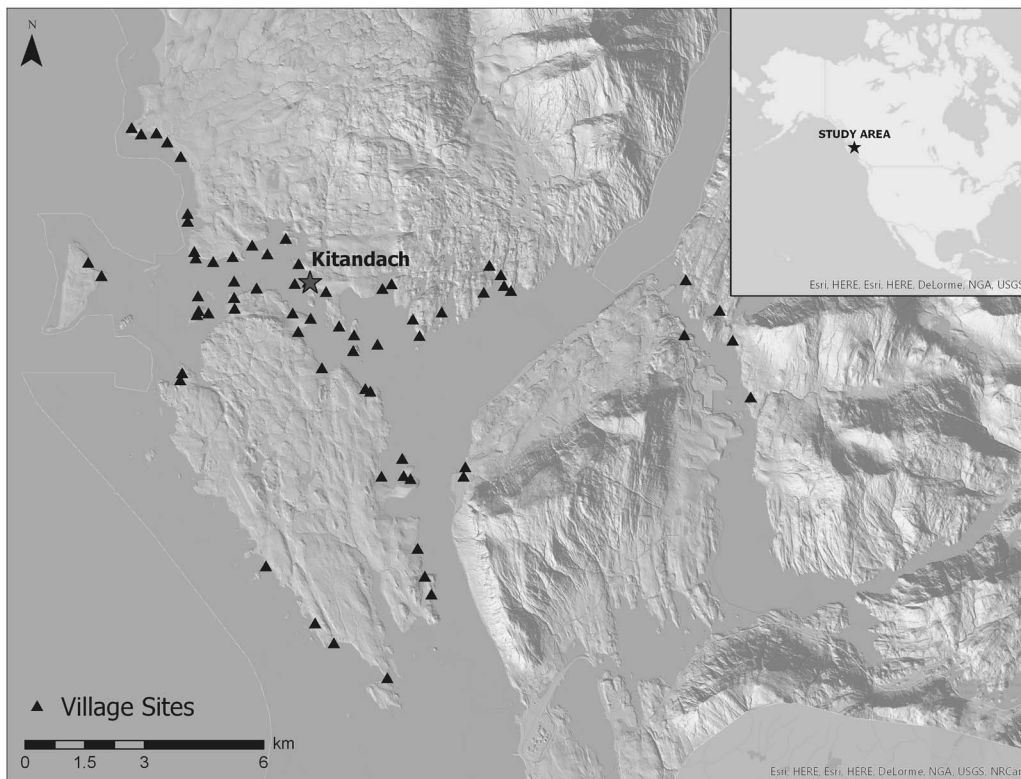 N
STUDY AREA
Kitandach
Esri, HERE, Esri, HERE, DeLorme, NGA, USGS
Village Sites
km
0 1.5 3 6
Esri, HERE, Esri, HERE, DeLorme, NGA, USGS, NRCan